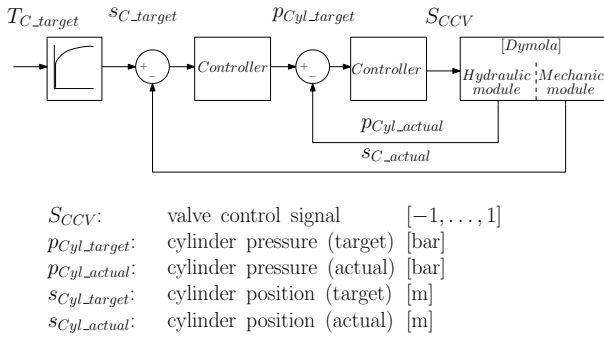 T_C_target s_C_target p_Cyl_target S_CCV
[Dymola]
+ − Controller + − Controller Hydraulic module Mechanic module
p_Cyl_actual
s_C_actual
S_CCV: valve control signal [−1, . . . , 1]
p_Cyl_target: cylinder pressure (target) [bar]
p_Cyl_actual: cylinder pressure (actual) [bar]
s_Cyl_target: cylinder position (target) [m]
s_Cyl_actual: cylinder position (actual) [m]